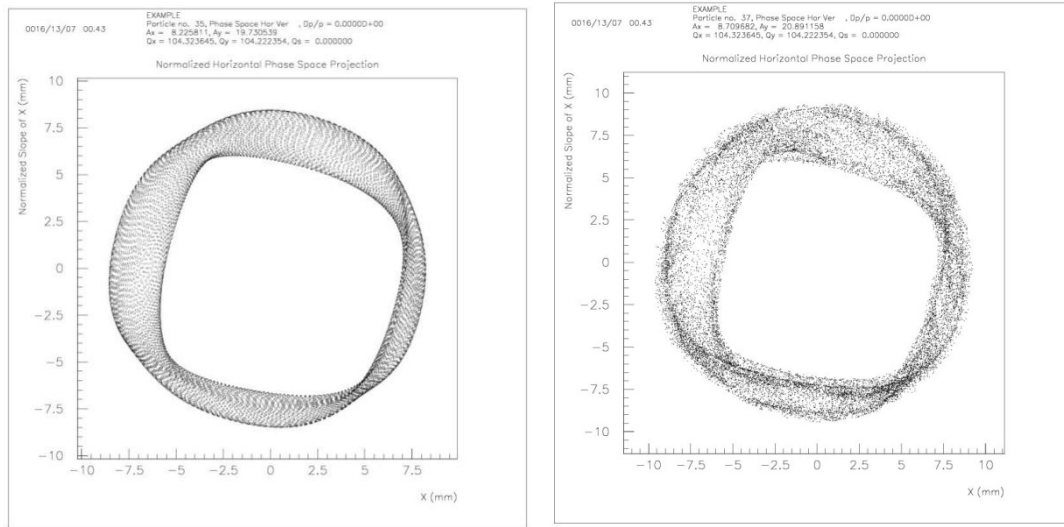 0016/13/07 00.43
EXAMPLE
Particle no. 35, Phase Space Hor Ver , Dp/p = 0.0000D+00
Ax = 8.225811, Ay = 19.730539
Qx = 104.323645, Qy = 104.222354, Qs = 0.000000
Normalized Horizontal Phase Space Projection
Normalized Slope of X (mm)
10
7.5
5
2.5
0
−2.5
−5
−7.5
−10
−10 −7.5 −5 −2.5 0 2.5 5 7.5
X (mm)
0016/13/07 00.43
EXAMPLE
Particle no. 37, Phase Space Hor Ver , Dp/p = 0.0000D+00
Ax = 8.709682, Ay = 20.891158
Qx = 104.323645, Qy = 104.222354, Qs = 0.000000
Normalized Horizontal Phase Space Projection
Normalized Slope of X (mm)
10
7.5
5
2.5
0
−2.5
−5
−7.5
−10
−10 −7.5 −5 −2.5 0 2.5 5 7.5 10
X (mm)